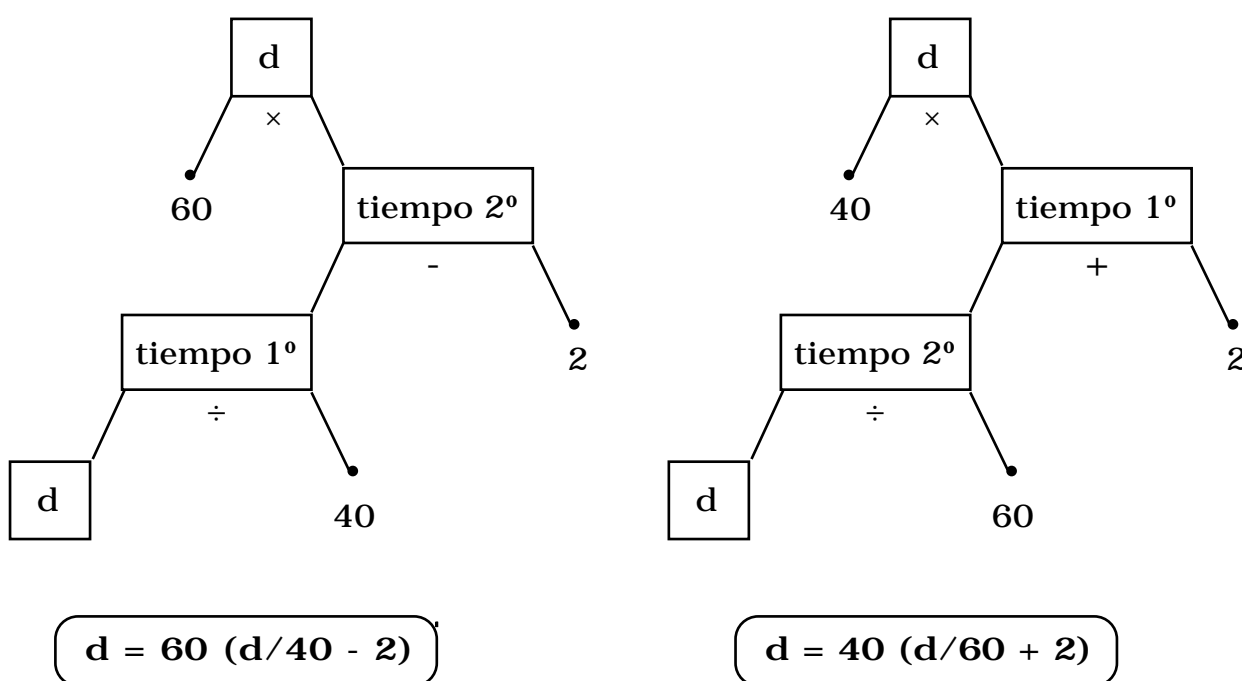 d
d
×
×
60
tiempo 2º
40
tiempo 1º
-
+
tiempo 1º
2
tiempo 2º
2
÷
÷
d
40
d
60
d = 60 (d/40 - 2)
d = 40 (d/60 + 2)